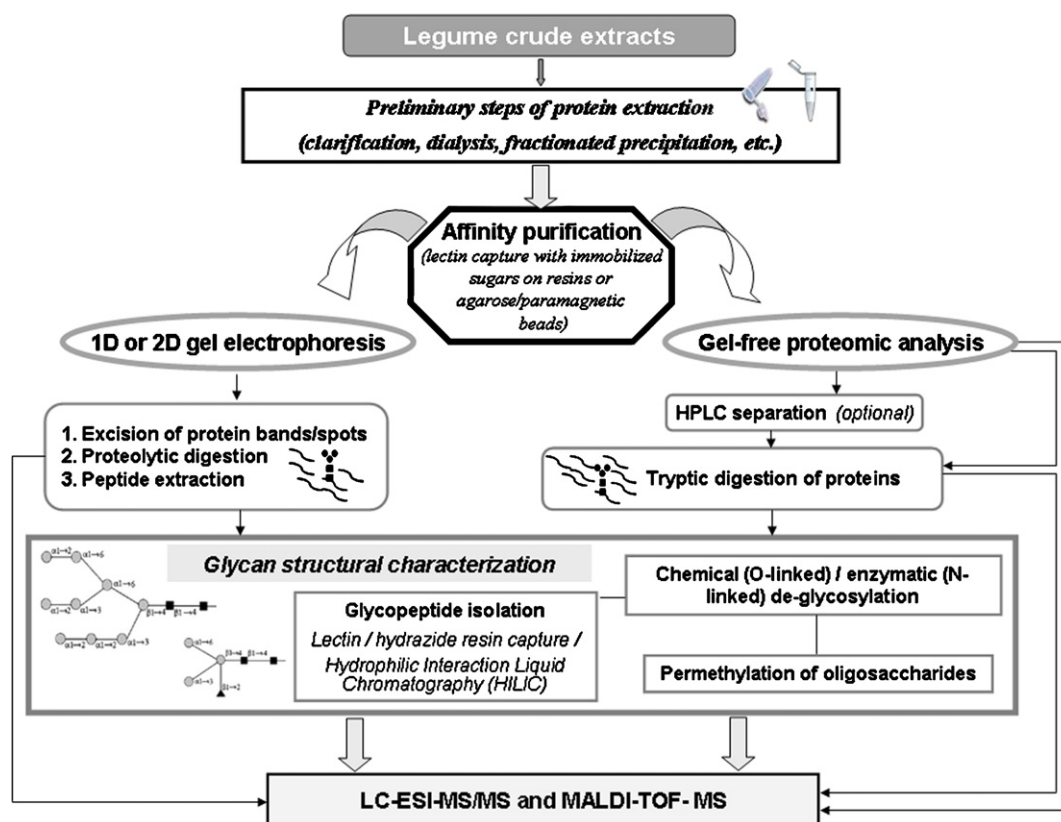 Legume crude extracts
Preliminary steps of protein extraction
(clarification, dialysis, fractionated precipitation, etc.)
Affinity purification
(lectin capture with immobilized
sugars on resins or
agarose/paramagnetic
beads)
1D or 2D gel electrophoresis
Gel-free proteomic analysis
HPLC separation (optional)
1. Excision of protein bands/spots
2. Proteolytic digestion
3. Peptide extraction
Tryptic digestion of proteins
Glycan structural characterization
α1→2
α1→6
α1→6
α1→2
α1→3
β1→4
β1→4
α1→2
α1→2
α1→3
α1→6
β1→4
β1→4
α1→3
β1→2
Glycopeptide isolation
Lectin / hydrazide resin capture /
Hydrophilic Interaction Liquid
Chromatography (HILIC)
Chemical (O-linked) / enzymatic (N-
linked) de-glycosylation
Permethylation of oligosaccharides
LC-ESI-MS/MS and MALDI-TOF- MS